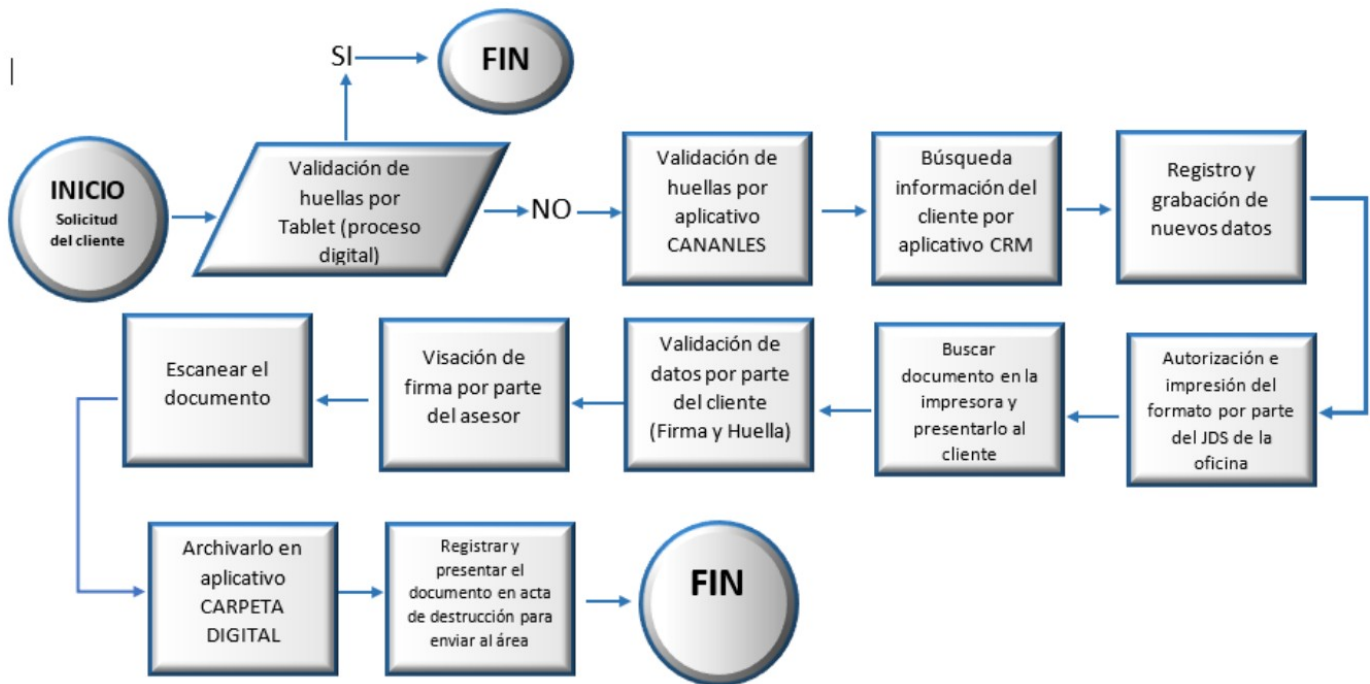 SI
FIN
INICIO
Solicitud
del cliente
Validación de
huellas por
Tablet (proceso
digital)
NO
Validación de
huellas por
aplicativo
CANANLES
Búsqueda
información del
cliente por
aplicativo CRM
Registro y
grabación de
nuevos datos
Autorización e
impresión del
formato por parte
del JDS de la
oficina
Buscar
documento en la
impresora y
presentarlo al
cliente
Validación de
datos por parte
del cliente
(Firma y Huella)
Visación de
firma por parte
del asesor
Escanear el
documento
Archivarlo en
aplicativo
CARPETA
DIGITAL
Registrar y
presentar el
documento en acta
de destrucción para
enviar al área
FIN